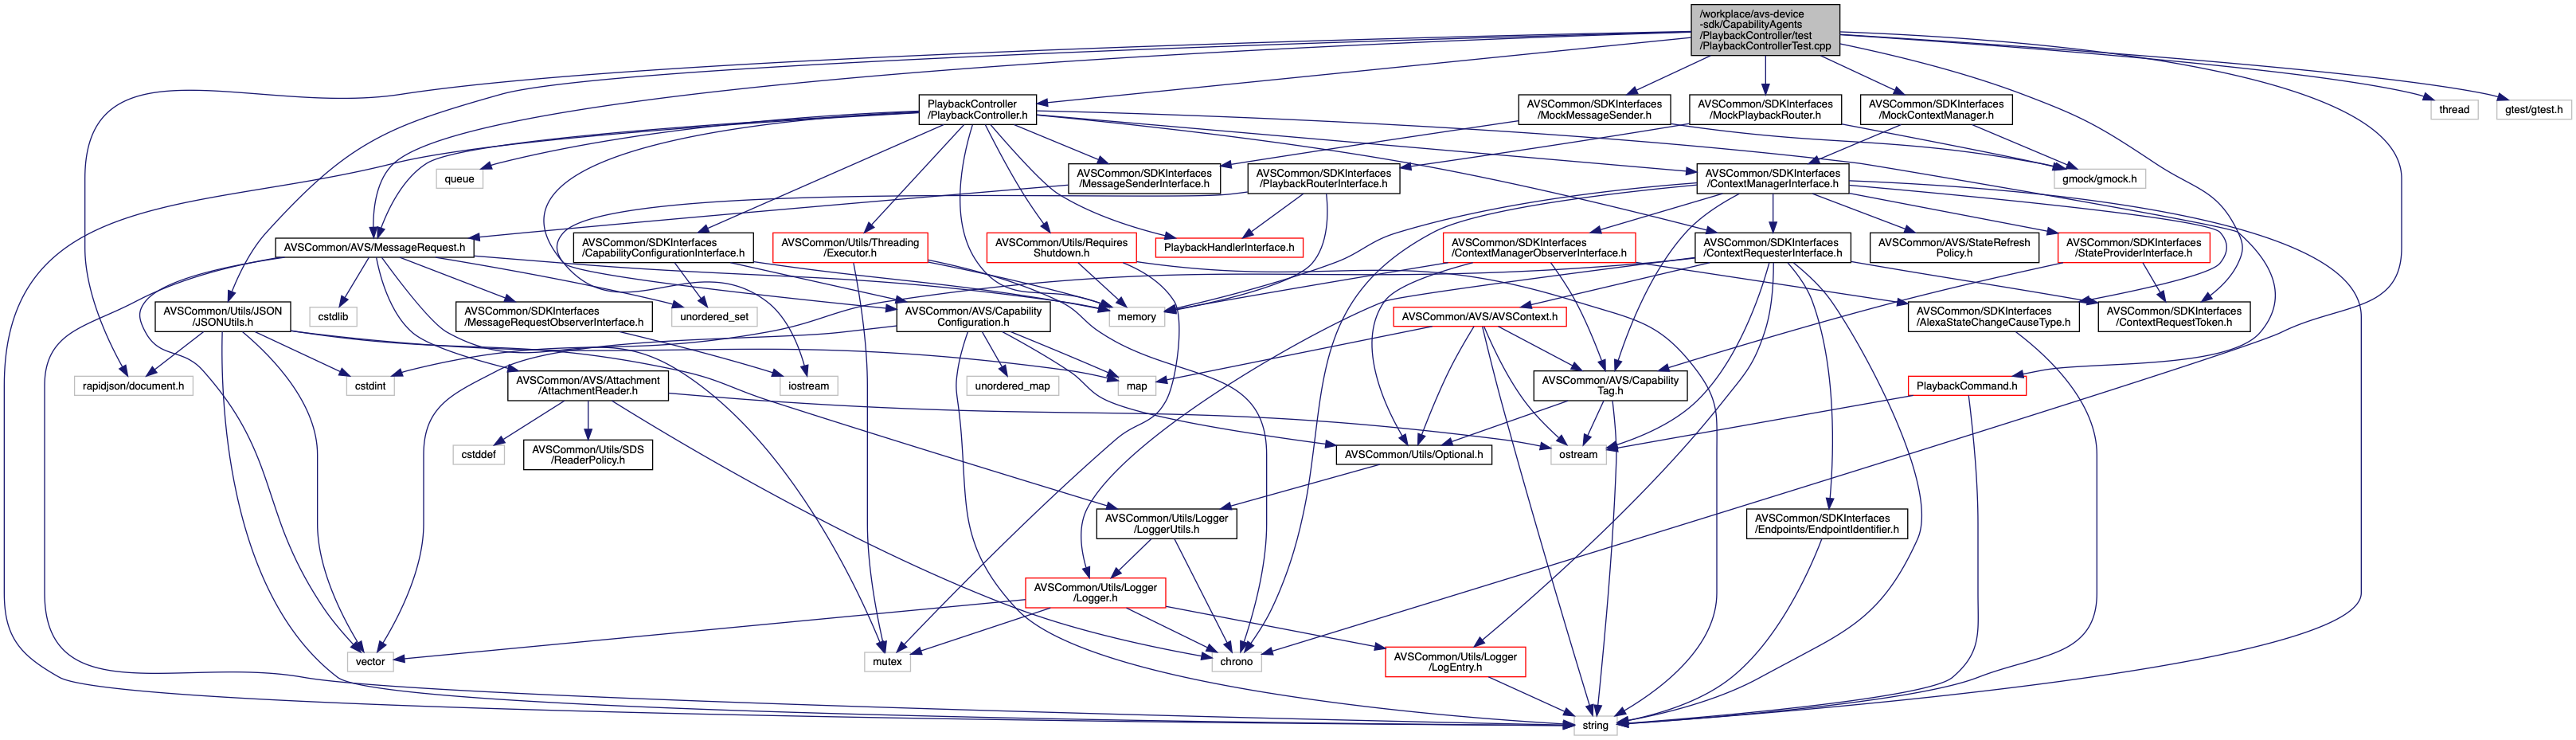 /workplace/avs-device
-sdk/CapabilityAgents
/PlaybackController/test
/PlaybackControllerTest.cpp
PlaybackController
/PlaybackController.h
AVSCommon/SDKInterfaces
/MockMessageSender.h
AVSCommon/SDKInterfaces
/MockPlaybackRouter.h
AVSCommon/SDKInterfaces
/MockContextManager.h
thread
gtest/gtest.h
queue
AVSCommon/SDKInterfaces
/MessageSenderInterface.h
AVSCommon/SDKInterfaces
/PlaybackRouterInterface.h
AVSCommon/SDKInterfaces
/ContextManagerInterface.h
gmock/gmock.h
AVSCommon/AVS/MessageRequest.h
AVSCommon/SDKInterfaces
/CapabilityConfigurationInterface.h
AVSCommon/Utils/Threading
/Executor.h
AVSCommon/Utils/Requires
Shutdown.h
PlaybackHandlerInterface.h
AVSCommon/SDKInterfaces
/ContextManagerObserverInterface.h
AVSCommon/SDKInterfaces
/ContextRequesterInterface.h
AVSCommon/AVS/StateRefresh
Policy.h
AVSCommon/SDKInterfaces
/StateProviderInterface.h
AVSCommon/Utils/JSON
/JSONUtils.h
cstdlib
AVSCommon/SDKInterfaces
/MessageRequestObserverInterface.h
unordered_set
AVSCommon/AVS/Capability
Configuration.h
memory
AVSCommon/AVS/AVSContext.h
AVSCommon/SDKInterfaces
/AlexaStateChangeCauseType.h
AVSCommon/SDKInterfaces
/ContextRequestToken.h
rapidjson/document.h
cstdint
AVSCommon/AVS/Attachment
/AttachmentReader.h
iostream
unordered_map
map
AVSCommon/AVS/Capability
Tag.h
PlaybackCommand.h
cstddef
AVSCommon/Utils/SDS
/ReaderPolicy.h
AVSCommon/Utils/Optional.h
ostream
AVSCommon/Utils/Logger
/LoggerUtils.h
AVSCommon/SDKInterfaces
/Endpoints/EndpointIdentifier.h
AVSCommon/Utils/Logger
/Logger.h
vector
mutex
chrono
AVSCommon/Utils/Logger
/LogEntry.h
string